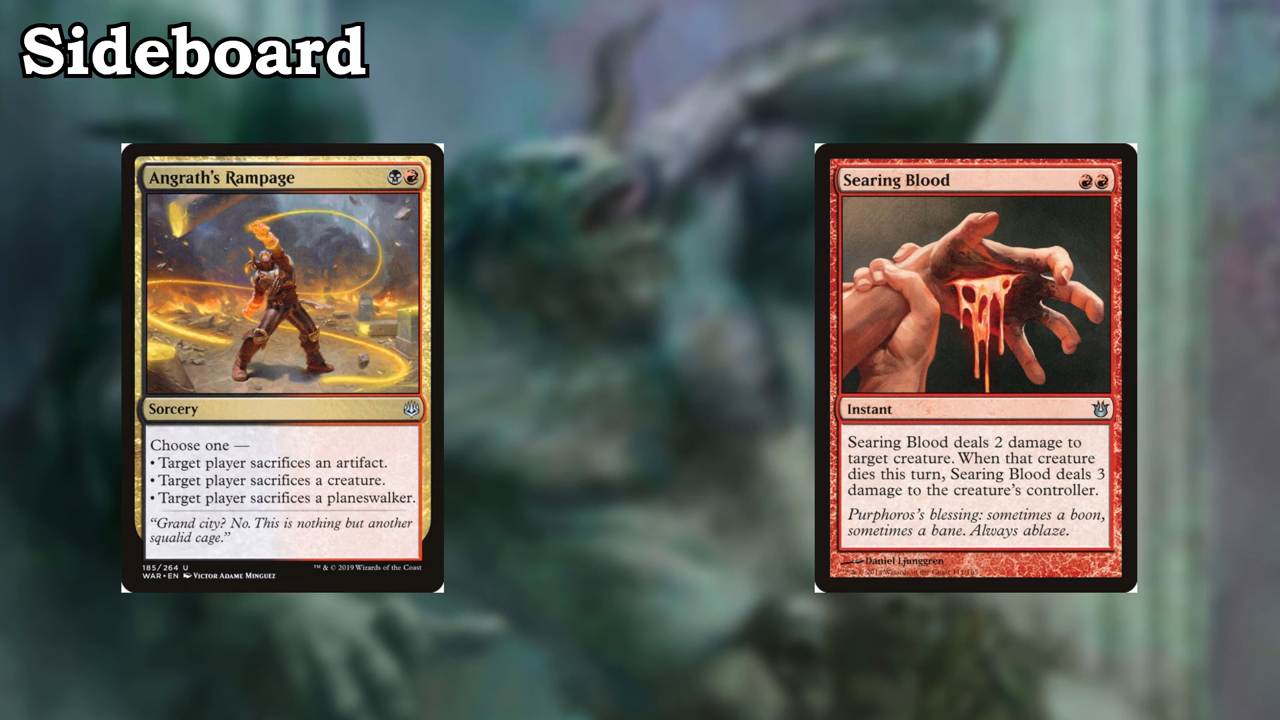 Sideboard
Angrath's Rampage
Sorcery
Choose one —
• Target player sacrifices an artifact.
• Target player sacrifices a creature.
• Target player sacrifices a planeswalker.
“Grand city? No. This is nothing but another
squalid cage.”
185/264 U
WAR • EN Victor Adame Minguez
™ & © 2019 Wizards of the Coast
Searing Blood
Instant
Searing Blood deals 2 damage to
target creature. When that creature
dies this turn, Searing Blood deals 3
damage to the creature's controller.
Purphoros's blessing: sometimes a boon,
sometimes a bane. Always ablaze.
Daniel Ljunggren